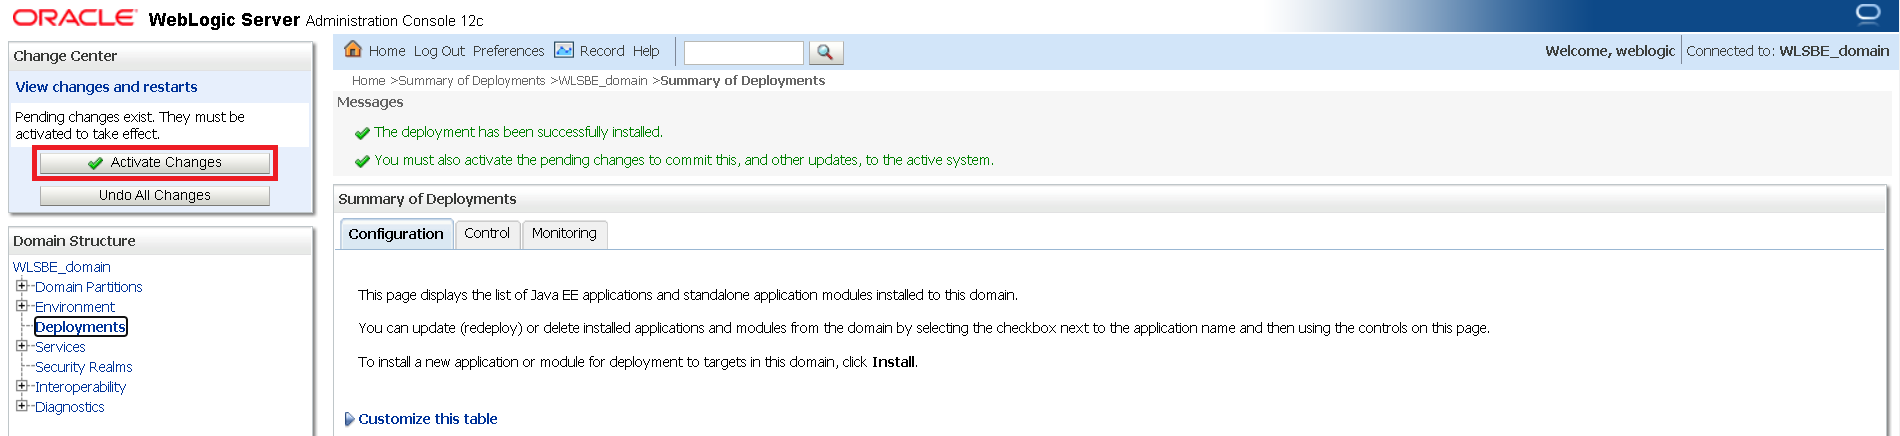 ORACLE WebLogic Server Administration Console 12c
Change Center
View changes and restarts
Pending changes exist. They must be
activated to take effect.
Activate Changes
Undo All Changes
Domain Structure
WLSBE_domain
Domain Partitions
Environment
Deployments
Services
Security Realms
Interoperability
Diagnostics
Home Log Out Preferences Record Help
Welcome, weblogic Connected to: WLSBE_domain
Home >Summary of Deployments >WLSBE_domain >Summary of Deployments
Messages
The deployment has been successfully installed.
You must also activate the pending changes to commit this, and other updates, to the active system.
Summary of Deployments
Configuration Control Monitoring
This page displays the list of Java EE applications and standalone application modules installed to this domain.
You can update (redeploy) or delete installed applications and modules from the domain by selecting the checkbox next to the application name and then using the controls on this page.
To install a new application or module for deployment to targets in this domain, click Install.
Customize this table